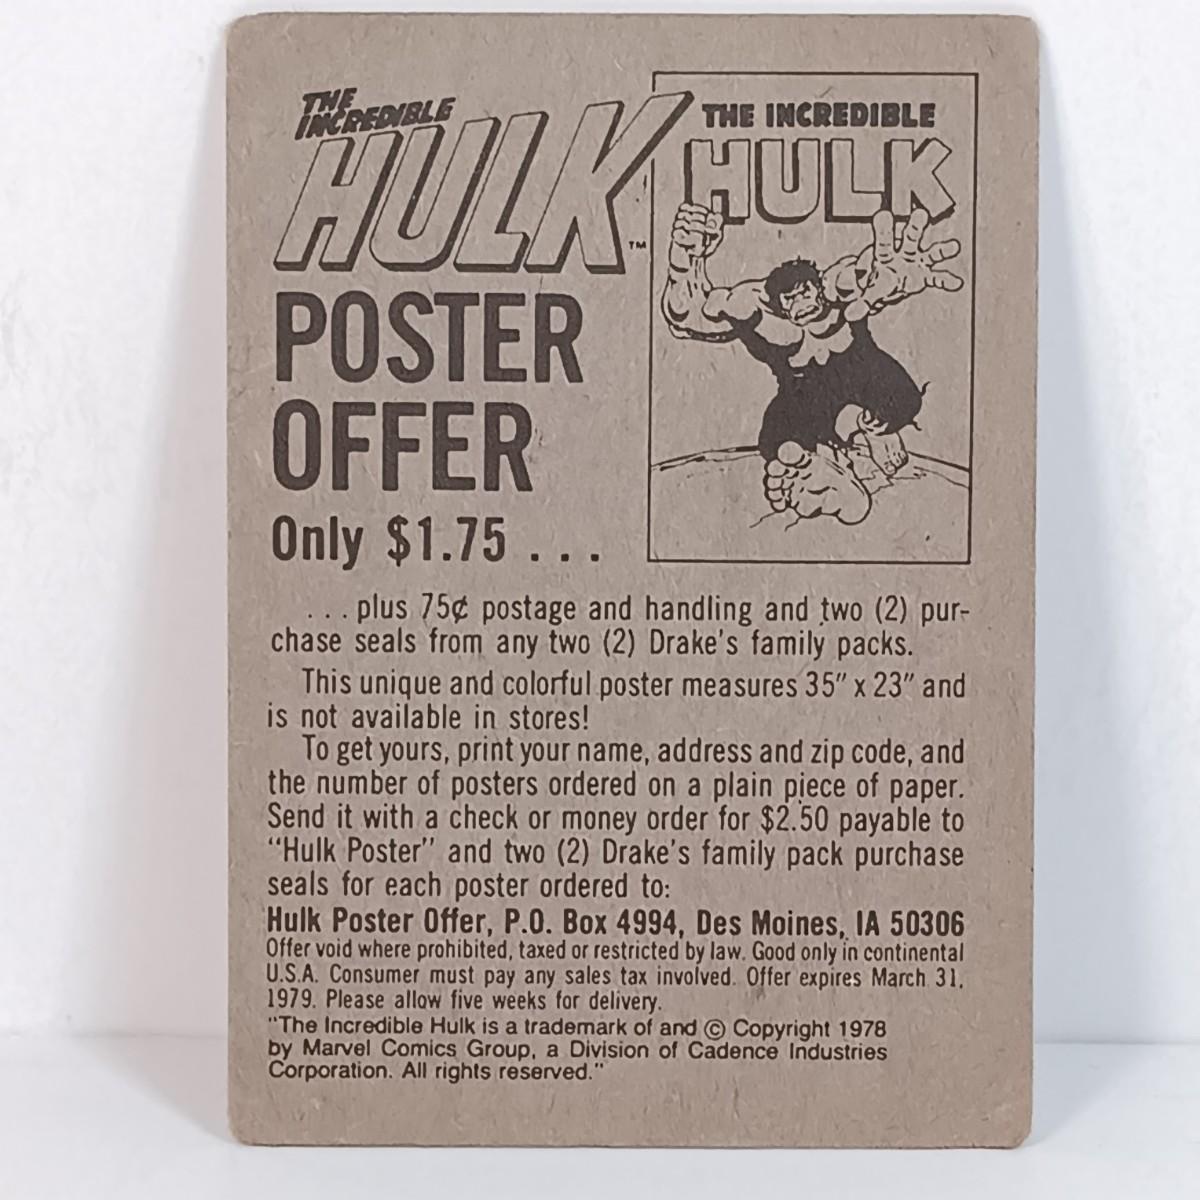 THE
INCREDIBLE
HULK™
POSTER
OFFER
Only $1.75 . . .
THE INCREDIBLE
HULK
. . . plus 75¢ postage and handling and two (2) pur-
chase seals from any two (2) Drake's family packs.
This unique and colorful poster measures 35" x 23" and
is not available in stores!
To get yours, print your name, address and zip code, and
the number of posters ordered on a plain piece of paper.
Send it with a check or money order for $2.50 payable to
"Hulk Poster" and two (2) Drake's family pack purchase
seals for each poster ordered to:
Hulk Poster Offer, P.O. Box 4994, Des Moines, IA 50306
Offer void where prohibited, taxed or restricted by law. Good only in continental
U.S.A. Consumer must pay any sales tax involved. Offer expires March 31,
1979. Please allow five weeks for delivery.
"The Incredible Hulk is a trademark of and © Copyright 1978
by Marvel Comics Group, a Division of Cadence Industries
Corporation. All rights reserved."